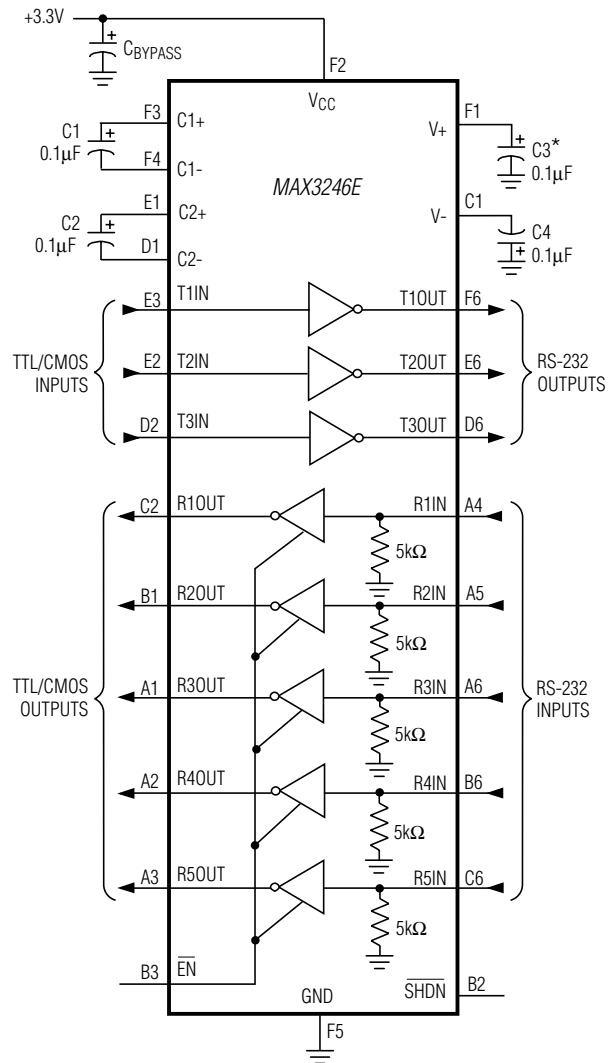 +3.3V
CBYPASS
F2
VCC
F3
C1+
C1
0.1µF
F4
C1-
E1
C2+
C2
0.1µF
D1
C2-
MAX3246E
F1
V+
C3*
0.1µF
C1
V-
C4
0.1µF
TTL/CMOS
INPUTS
E3 T1IN T1OUT F6
E2 T2IN T2OUT E6
D2 T3IN T3OUT D6
RS-232
OUTPUTS
C2 R1OUT R1IN A4
5kΩ
B1 R2OUT R2IN A5
5kΩ
TTL/CMOS
OUTPUTS
A1 R3OUT R3IN A6
5kΩ
RS-232
INPUTS
A2 R4OUT R4IN B6
5kΩ
A3 R5OUT R5IN C6
5kΩ
B3 EN
SHDN B2
GND
F5